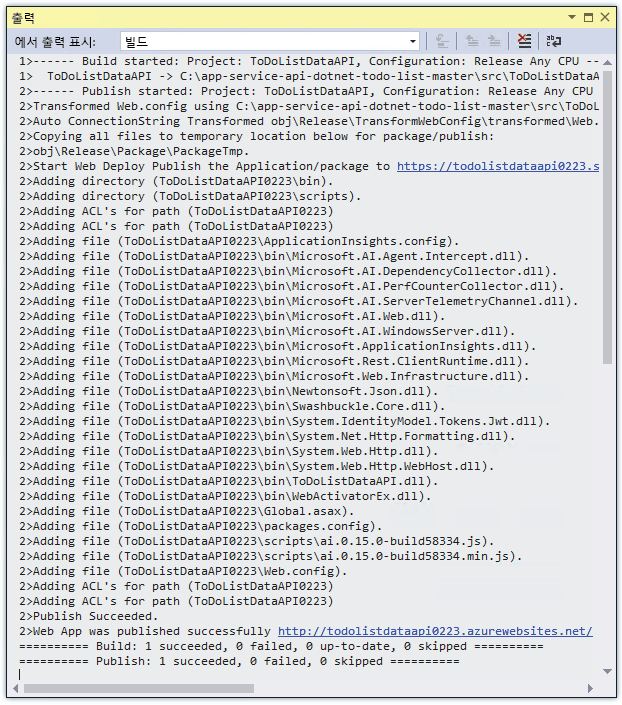 출력
에서 출력 표시: 빌드
1>------ Build started: Project: ToDoListDataAPI, Configuration: Release Any CPU --
1>  ToDoListDataAPI -> C:\app-service-api-dotnet-todo-list-master\src\ToDoListDataA
2>------ Publish started: Project: ToDoListDataAPI, Configuration: Release Any CPU
2>Transformed Web.config using C:\app-service-api-dotnet-todo-list-master\src\ToDoL
2>Auto ConnectionString Transformed obj\Release\TransformWebConfig\transformed\Web.
2>Copying all files to temporary location below for package/publish:
2>obj\Release\Package\PackageTmp.
2>Start Web Deploy Publish the Application/package to https://todolistdataapi0223.s
2>Adding directory (ToDoListDataAPI0223\bin).
2>Adding directory (ToDoListDataAPI0223\scripts).
2>Adding ACL's for path (ToDoListDataAPI0223)
2>Adding ACL's for path (ToDoListDataAPI0223)
2>Adding file (ToDoListDataAPI0223\ApplicationInsights.config).
2>Adding file (ToDoListDataAPI0223\bin\Microsoft.AI.Agent.Intercept.dll).
2>Adding file (ToDoListDataAPI0223\bin\Microsoft.AI.DependencyCollector.dll).
2>Adding file (ToDoListDataAPI0223\bin\Microsoft.AI.PerfCounterCollector.dll).
2>Adding file (ToDoListDataAPI0223\bin\Microsoft.AI.ServerTelemetryChannel.dll).
2>Adding file (ToDoListDataAPI0223\bin\Microsoft.AI.Web.dll).
2>Adding file (ToDoListDataAPI0223\bin\Microsoft.AI.WindowsServer.dll).
2>Adding file (ToDoListDataAPI0223\bin\Microsoft.ApplicationInsights.dll).
2>Adding file (ToDoListDataAPI0223\bin\Microsoft.Rest.ClientRuntime.dll).
2>Adding file (ToDoListDataAPI0223\bin\Microsoft.Web.Infrastructure.dll).
2>Adding file (ToDoListDataAPI0223\bin\Newtonsoft.Json.dll).
2>Adding file (ToDoListDataAPI0223\bin\Swashbuckle.Core.dll).
2>Adding file (ToDoListDataAPI0223\bin\System.IdentityModel.Tokens.Jwt.dll).
2>Adding file (ToDoListDataAPI0223\bin\System.Net.Http.Formatting.dll).
2>Adding file (ToDoListDataAPI0223\bin\System.Web.Http.dll).
2>Adding file (ToDoListDataAPI0223\bin\System.Web.Http.WebHost.dll).
2>Adding file (ToDoListDataAPI0223\bin\ToDoListDataAPI.dll).
2>Adding file (ToDoListDataAPI0223\bin\WebActivatorEx.dll).
2>Adding file (ToDoListDataAPI0223\Global.asax).
2>Adding file (ToDoListDataAPI0223\packages.config).
2>Adding file (ToDoListDataAPI0223\scripts\ai.0.15.0-build58334.js).
2>Adding file (ToDoListDataAPI0223\scripts\ai.0.15.0-build58334.min.js).
2>Adding file (ToDoListDataAPI0223\Web.config).
2>Adding ACL's for path (ToDoListDataAPI0223)
2>Adding ACL's for path (ToDoListDataAPI0223)
2>Publish Succeeded.
2>Web App was published successfully http://todolistdataapi0223.azurewebsites.net/
========== Build: 1 succeeded, 0 failed, 0 up-to-date, 0 skipped ==========
========== Publish: 1 succeeded, 0 failed, 0 skipped ==========